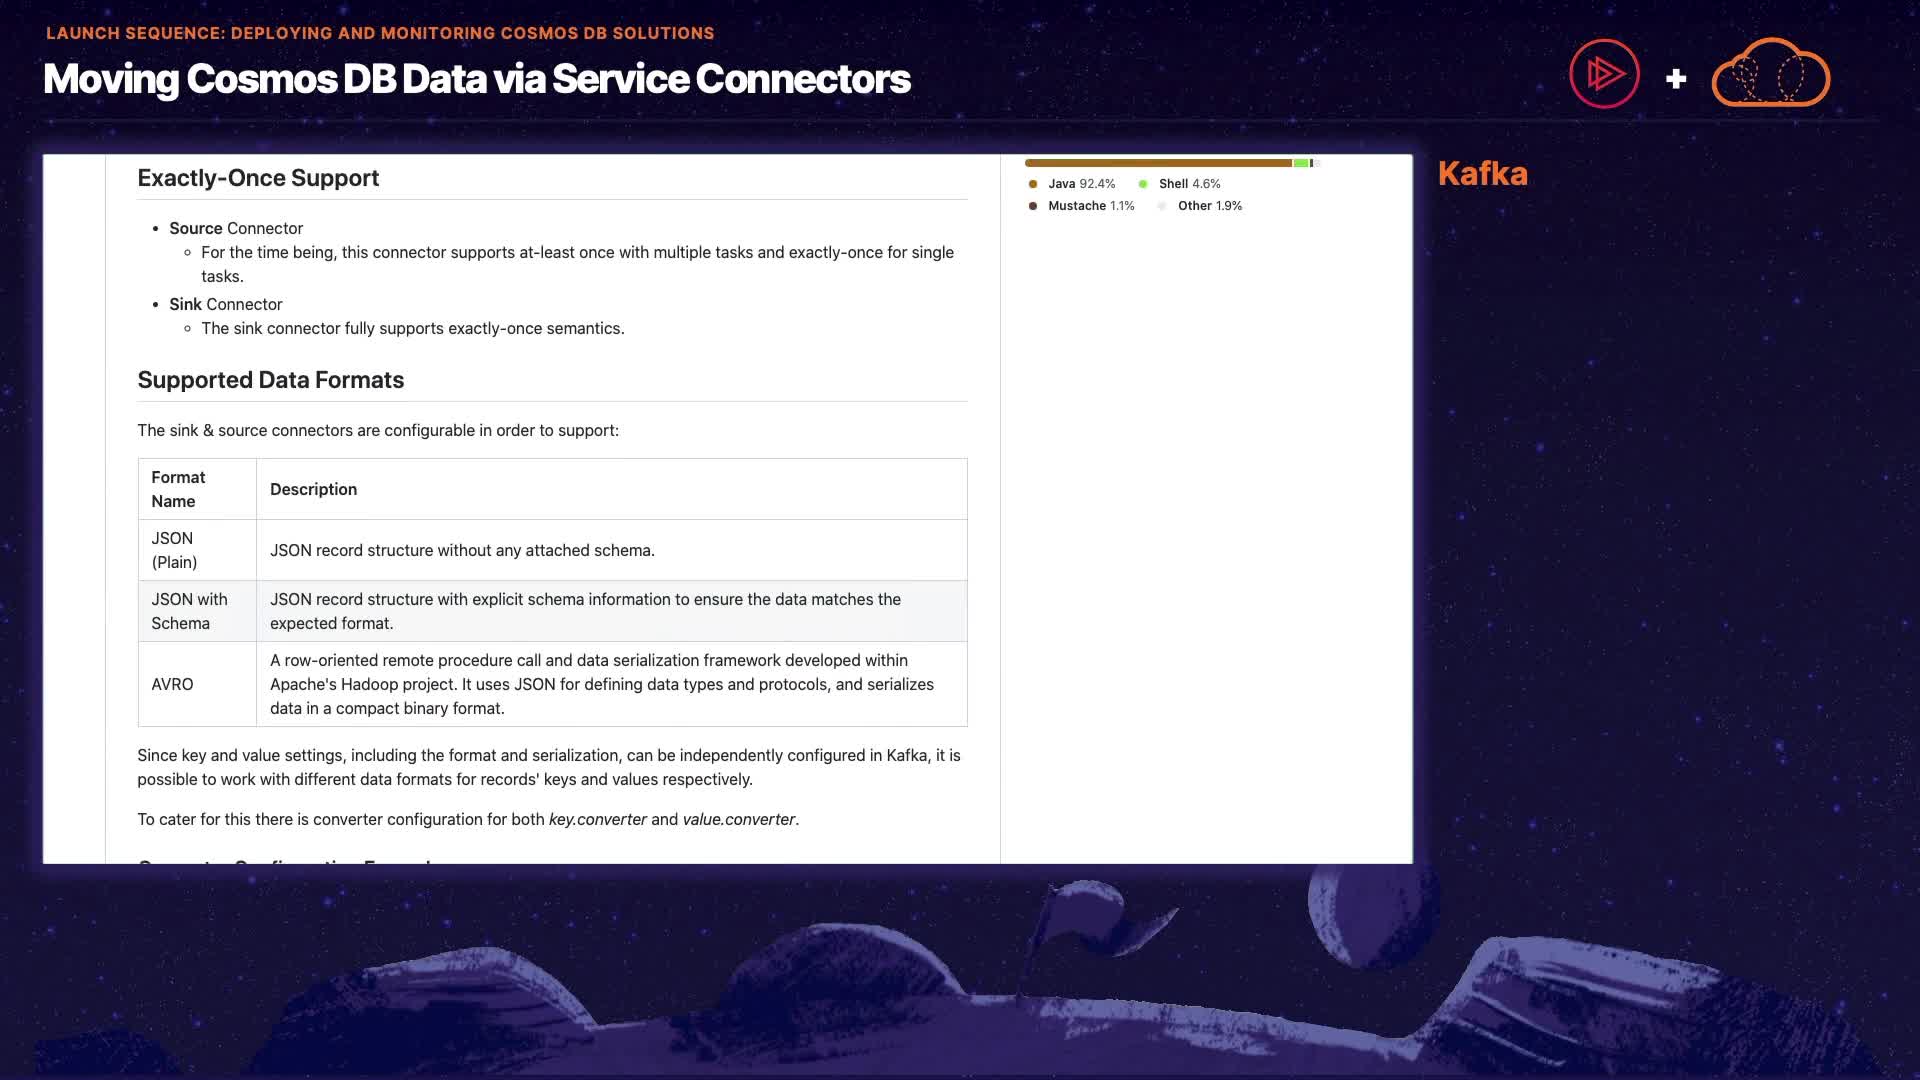 LAUNCH SEQUENCE: DEPLOYING AND MONITORING COSMOS DB SOLUTIONS
Moving Cosmos DB Data via Service Connectors
Kafka
Exactly-Once Support
Source Connector
For the time being, this connector supports at-least once with multiple tasks and exactly-once for single
tasks.
Sink Connector
The sink connector fully supports exactly-once semantics.
Supported Data Formats
The sink & source connectors are configurable in order to support:
Format
Name
Description
JSON
(Plain)
JSON record structure without any attached schema.
JSON with
Schema
JSON record structure with explicit schema information to ensure the data matches the
expected format.
AVRO
A row-oriented remote procedure call and data serialization framework developed within
Apache's Hadoop project. It uses JSON for defining data types and protocols, and serializes
data in a compact binary format.
Since key and value settings, including the format and serialization, can be independently configured in Kafka, it is
possible to work with different data formats for records' keys and values respectively.
To cater for this there is converter configuration for both key.converter and value.converter.
Java 92.4%
Shell 4.6%
Mustache 1.1%
Other 1.9%